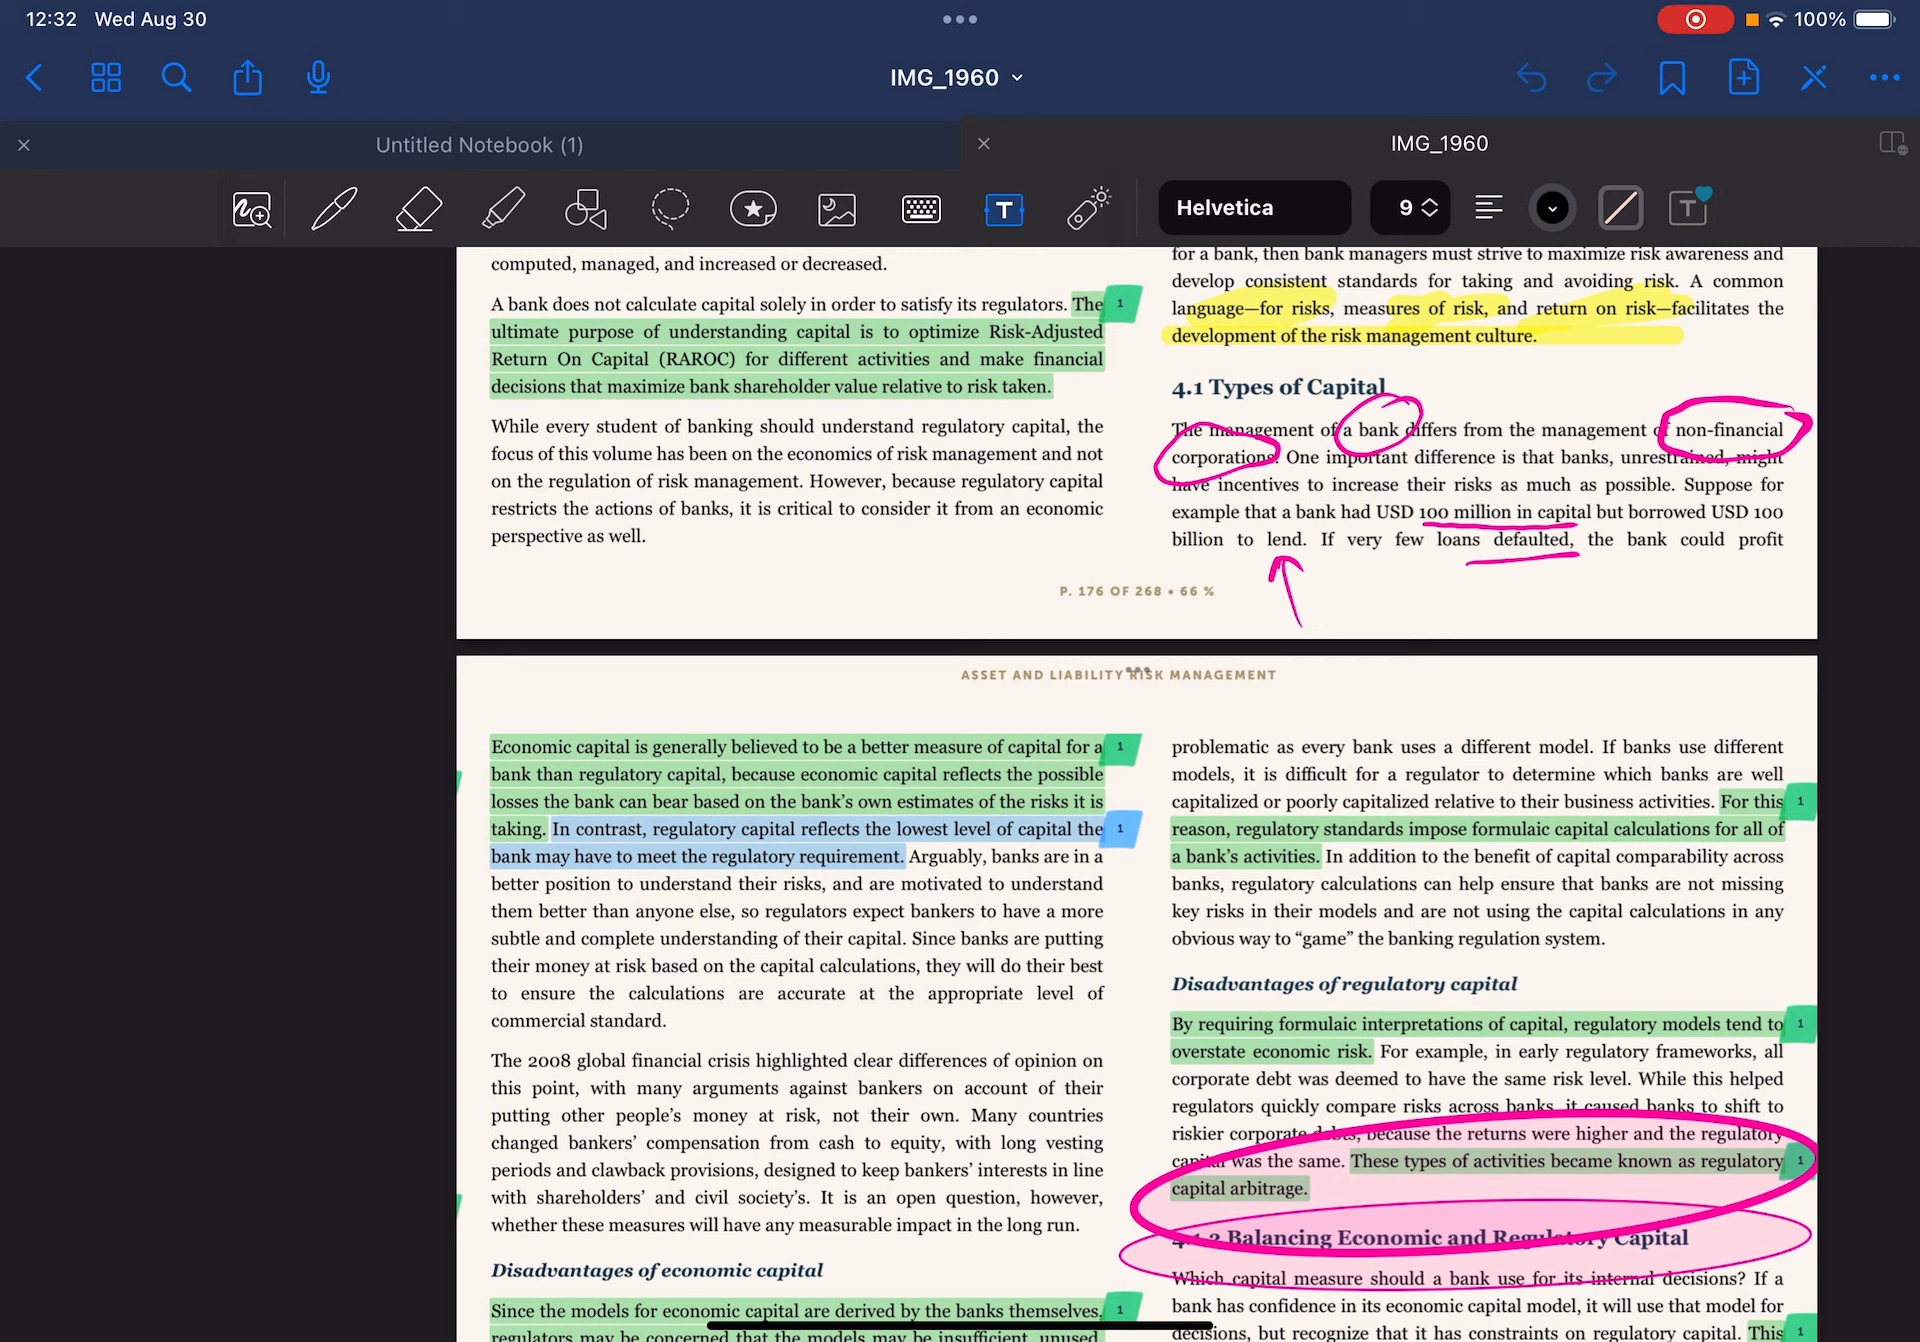 12:32 Wed Aug 30
100%
IMG_1960
Untitled Notebook (1)
IMG_1960
T
Helvetica
9
T
computed, managed, and increased or decreased.
A bank does not calculate capital solely in order to satisfy its regulators. The
1
ultimate purpose of understanding capital is to optimize Risk-Adjusted
Return On Capital (RAROC) for different activities and make financial
decisions that maximize bank shareholder value relative to risk taken.
While every student of banking should understand regulatory capital, the
focus of this volume has been on the economics of risk management and not
on the regulation of risk management. However, because regulatory capital
restricts the actions of banks, it is critical to consider it from an economic
perspective as well.
for a bank, then bank managers must strive to maximize risk awareness and
develop consistent standards for taking and avoiding risk. A common
language—for risks, measures of risk, and return on risk—facilitates the
development of the risk management culture.
4.1 Types of Capital
The management of a bank differs from the management of non-financial
corporations. One important difference is that banks, unrestrained, might
have incentives to increase their risks as much as possible. Suppose for
example that a bank had USD 100 million in capital but borrowed USD 100
billion to lend. If very few loans defaulted, the bank could profit
P. 176 OF 268 • 66 %
ASSET AND LIABILITY RISK MANAGEMENT
Economic capital is generally believed to be a better measure of capital for a
1
bank than regulatory capital, because economic capital reflects the possible
losses the bank can bear based on the bank's own estimates of the risks it is
taking. In contrast, regulatory capital reflects the lowest level of capital the
1
bank may have to meet the regulatory requirement. Arguably, banks are in a
better position to understand their risks, and are motivated to understand
them better than anyone else, so regulators expect bankers to have a more
subtle and complete understanding of their capital. Since banks are putting
their money at risk based on the capital calculations, they will do their best
to ensure the calculations are accurate at the appropriate level of
commercial standard.
The 2008 global financial crisis highlighted clear differences of opinion on
this point, with many arguments against bankers on account of their
putting other people's money at risk, not their own. Many countries
changed bankers' compensation from cash to equity, with long vesting
periods and clawback provisions, designed to keep bankers' interests in line
with shareholders' and civil society's. It is an open question, however,
whether these measures will have any measurable impact in the long run.
Disadvantages of economic capital
Since the models for economic capital are derived by the banks themselves,
1
regulators may be concerned that the models may be insufficient, unused,
problematic as every bank uses a different model. If banks use different
models, it is difficult for a regulator to determine which banks are well
capitalized or poorly capitalized relative to their business activities. For this
1
reason, regulatory standards impose formulaic capital calculations for all of
a bank's activities. In addition to the benefit of capital comparability across
banks, regulatory calculations can help ensure that banks are not missing
key risks in their models and are not using the capital calculations in any
obvious way to "game" the banking regulation system.
Disadvantages of regulatory capital
By requiring formulaic interpretations of capital, regulatory models tend to
1
overstate economic risk. For example, in early regulatory frameworks, all
corporate debt was deemed to have the same risk level. While this helped
regulators quickly compare risks across banks, it caused banks to shift to
riskier corporate debts, because the returns were higher and the regulatory
capital was the same. These types of activities became known as regulatory
1
capital arbitrage.
4.1.2 Balancing Economic and Regulatory Capital
Which capital measure should a bank use for its internal decisions? If a
bank has confidence in its economic capital model, it will use that model for
decisions, but recognize that it has constraints on regulatory capital. This
1